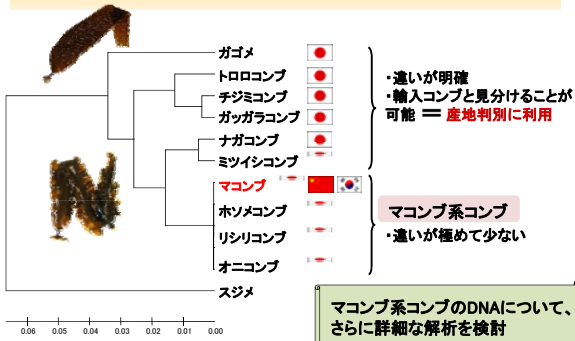 ガゴメ
トロロコンブ
チヂミコンブ
ガッガラコンブ
ナガコンブ
ミツイシコンブ
マコンブ
ホソメコンブ
リシリコンブ
オニコンブ
スジメ
・違いが明確
・輸入コンブと見分けることが
可能 ＝ 産地判別に利用
マコンブ系コンブ
・違いが極めて少ない
マコンブ系コンブのDNAについて、
さらに詳細な解析を検討
0.06 0.05 0.04 0.03 0.02 0.01 0.00